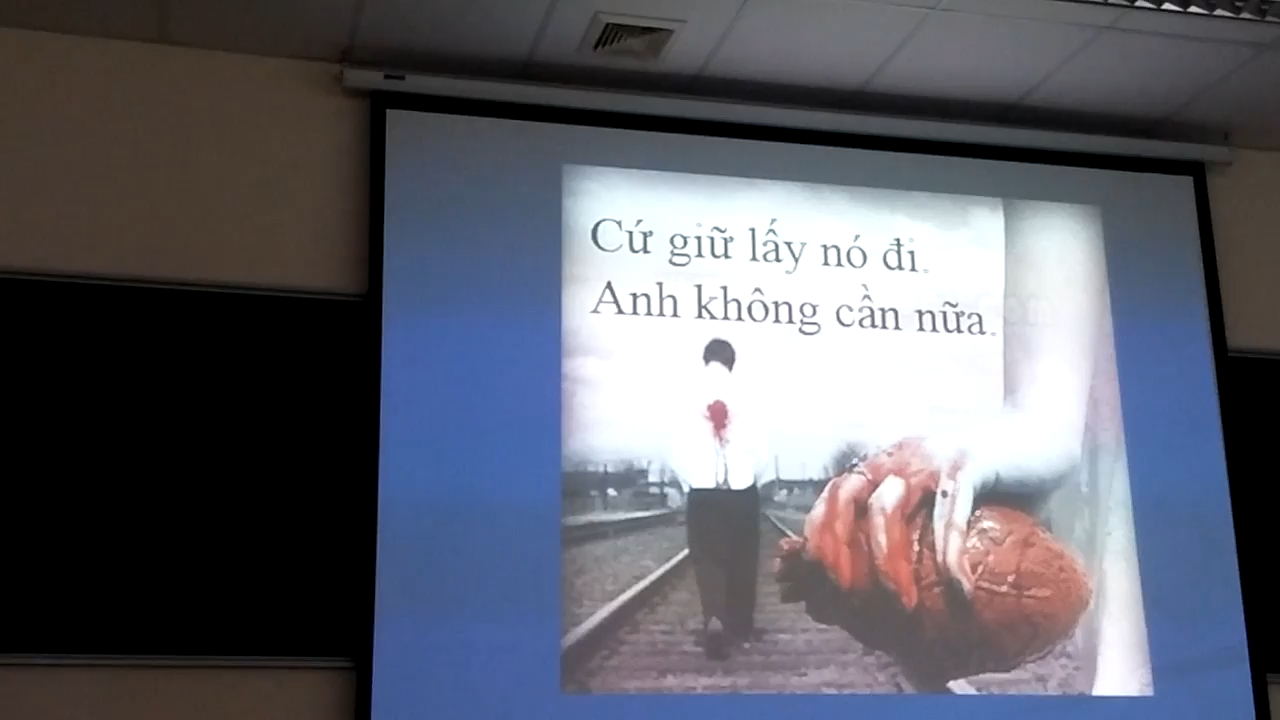 Cứ giữ lấy nó đi.
Anh không cần nữa.